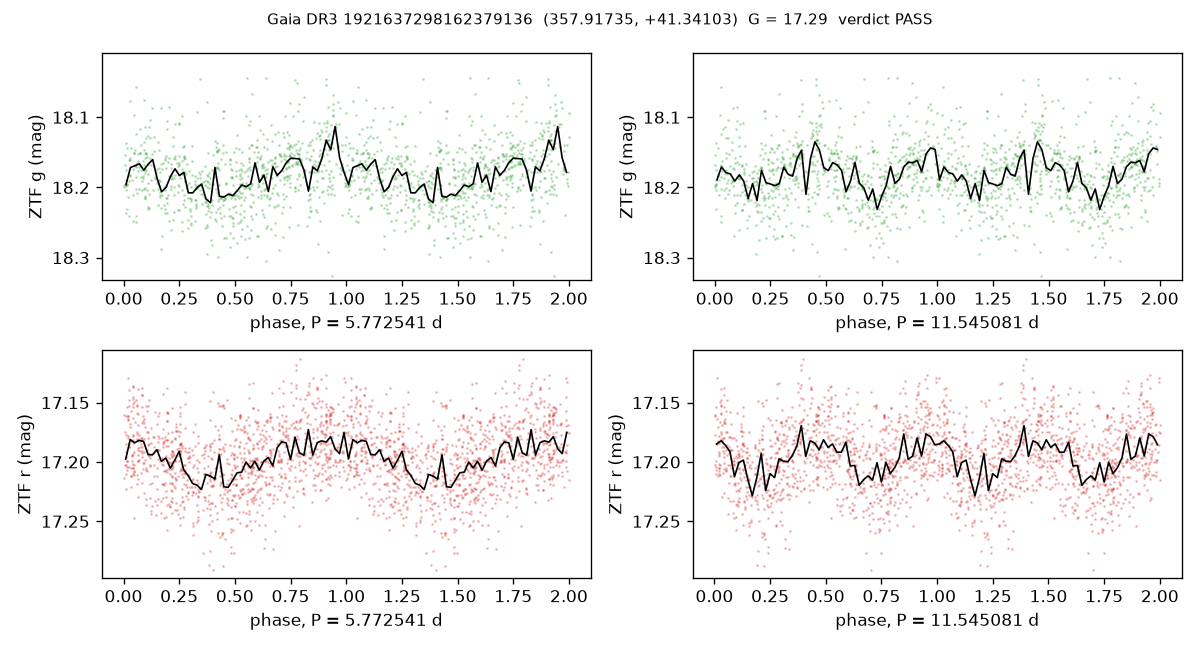 Gaia DR3 1921637298162379136 (357.91735, +41.34103) G = 17.29 verdict PASS
ZTF g (mag)
18.1
18.2
18.3
0.00 0.25 0.50 0.75 1.00 1.25 1.50 1.75 2.00
phase, P = 5.772541 d
ZTF g (mag)
18.1
18.2
18.3
0.00 0.25 0.50 0.75 1.00 1.25 1.50 1.75 2.00
phase, P = 11.545081 d
ZTF r (mag)
17.15
17.20
17.25
0.00 0.25 0.50 0.75 1.00 1.25 1.50 1.75 2.00
phase, P = 5.772541 d
ZTF r (mag)
17.15
17.20
17.25
0.00 0.25 0.50 0.75 1.00 1.25 1.50 1.75 2.00
phase, P = 11.545081 d